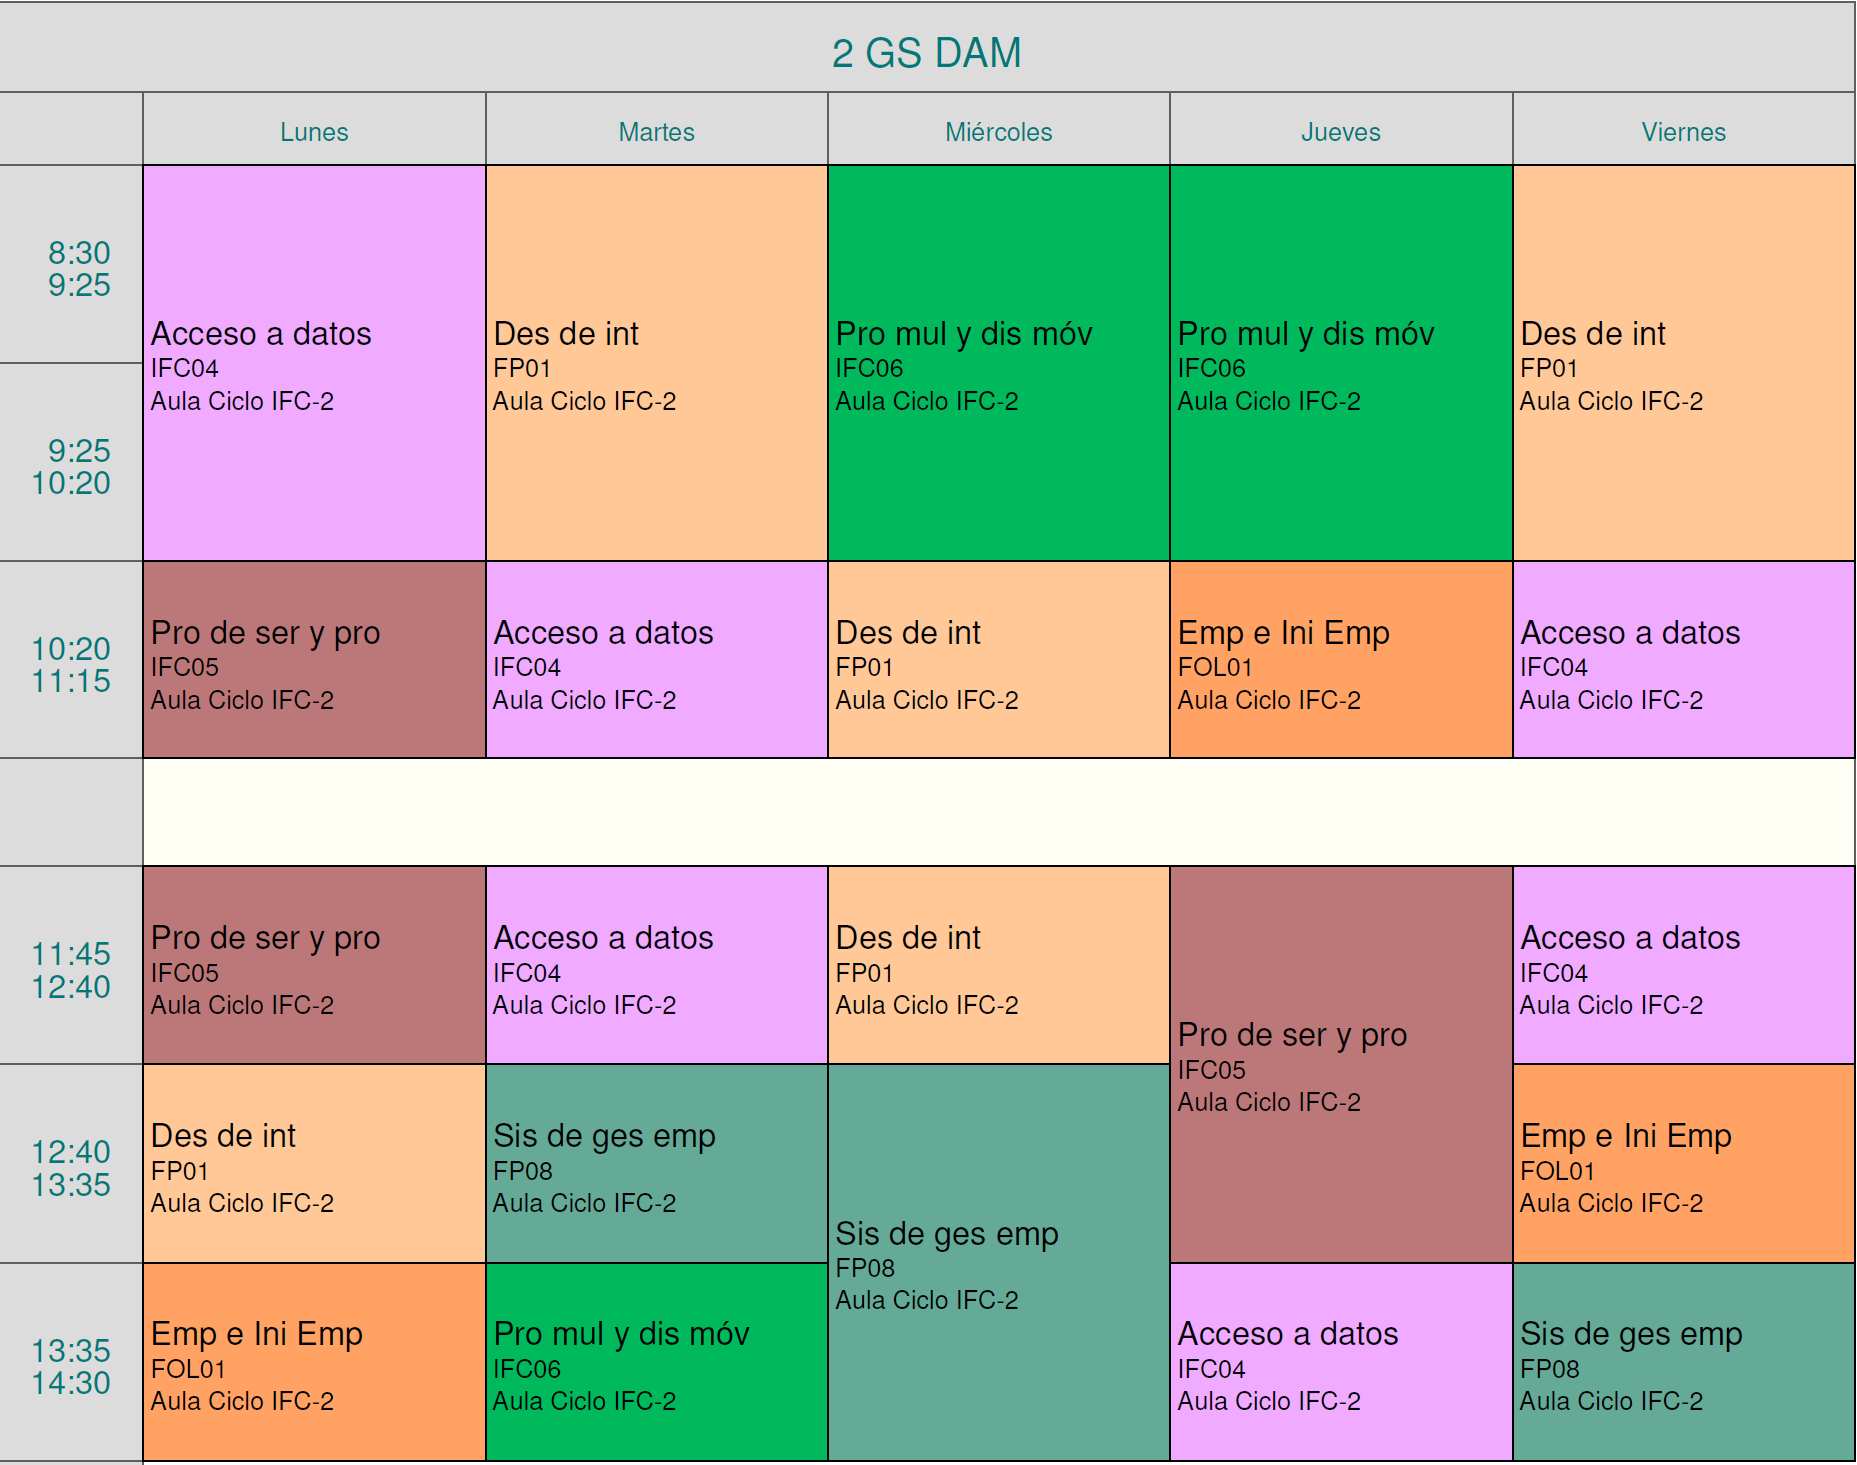 2 GS DAM
Lunes
Martes
Miércoles
Jueves
Viernes
8:30
9:25
Acceso a datos
IFC04
Aula Ciclo IFC-2
Des de int
FP01
Aula Ciclo IFC-2
Pro mul y dis móv
IFC06
Aula Ciclo IFC-2
Pro mul y dis móv
IFC06
Aula Ciclo IFC-2
Des de int
FP01
Aula Ciclo IFC-2
9:25
10:20
10:20
11:15
Pro de ser y pro
IFC05
Aula Ciclo IFC-2
Acceso a datos
IFC04
Aula Ciclo IFC-2
Des de int
FP01
Aula Ciclo IFC-2
Emp e Ini Emp
FOL01
Aula Ciclo IFC-2
Acceso a datos
IFC04
Aula Ciclo IFC-2
11:45
12:40
Pro de ser y pro
IFC05
Aula Ciclo IFC-2
Acceso a datos
IFC04
Aula Ciclo IFC-2
Des de int
FP01
Aula Ciclo IFC-2
Pro de ser y pro
IFC05
Aula Ciclo IFC-2
Acceso a datos
IFC04
Aula Ciclo IFC-2
12:40
13:35
Des de int
FP01
Aula Ciclo IFC-2
Sis de ges emp
FP08
Aula Ciclo IFC-2
Sis de ges emp
FP08
Aula Ciclo IFC-2
Emp e Ini Emp
FOL01
Aula Ciclo IFC-2
13:35
14:30
Emp e Ini Emp
FOL01
Aula Ciclo IFC-2
Pro mul y dis móv
IFC06
Aula Ciclo IFC-2
Acceso a datos
IFC04
Aula Ciclo IFC-2
Sis de ges emp
FP08
Aula Ciclo IFC-2